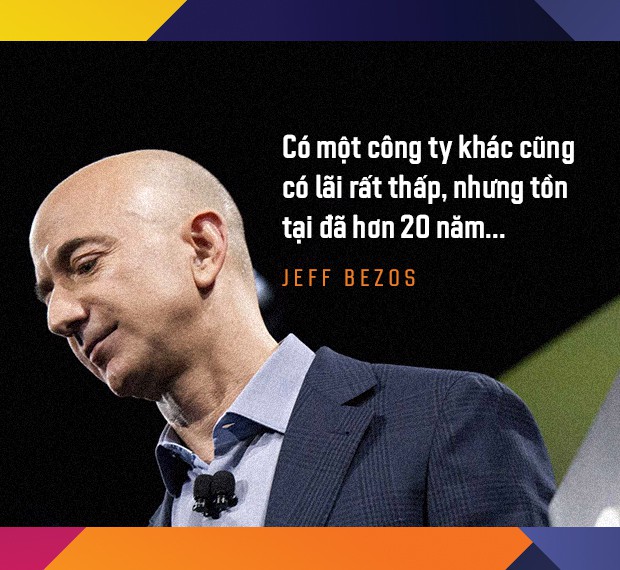 Có một công ty khác cũng
có lãi rất thấp, nhưng tồn
tại đã hơn 20 năm...
JEFF BEZOS